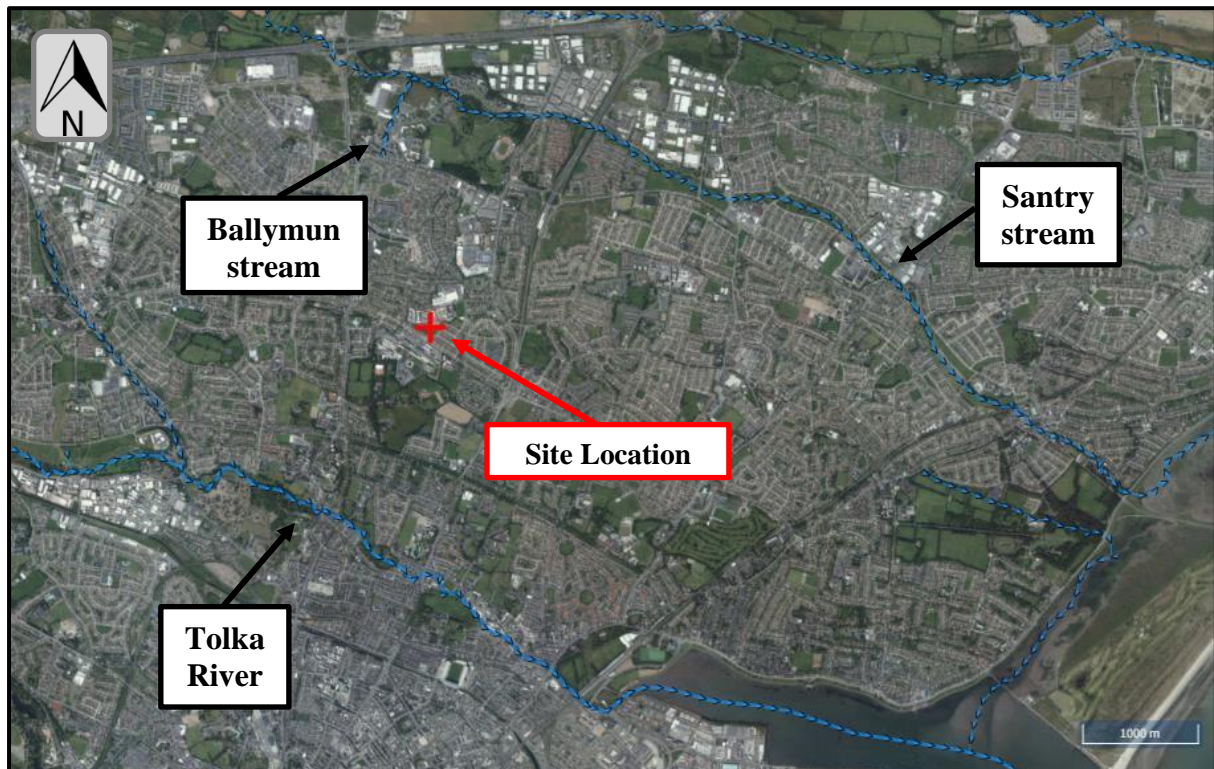 N
Ballymun
stream
Santry
stream
Site Location
Tolka
River
1000 m